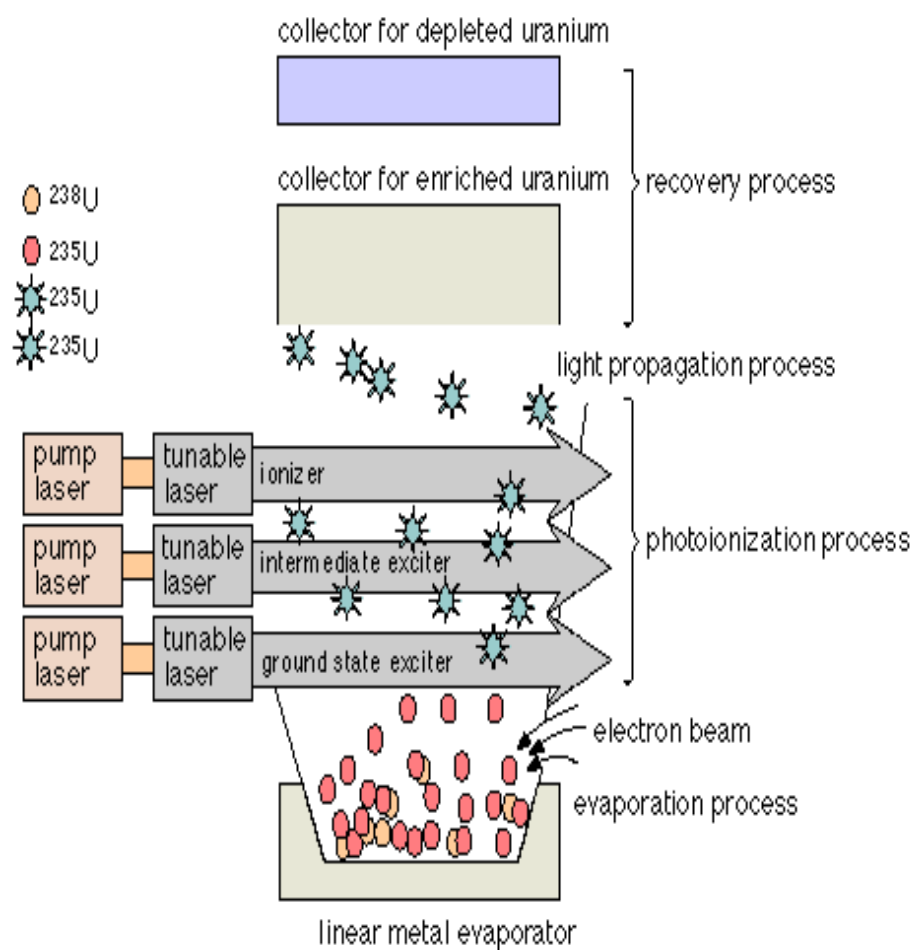 collector for depleted uranium
collector for enriched uranium
recovery process
²³⁸U
²³⁵U
²³⁵U
²³⁵U
light propagation process
pump
laser
tunable
laser
ionizer
pump
laser
tunable
laser
intermediate exciter
photoionization process
pump
laser
tunable
laser
ground state exciter
electron beam
evaporation process
linear metal evaporator